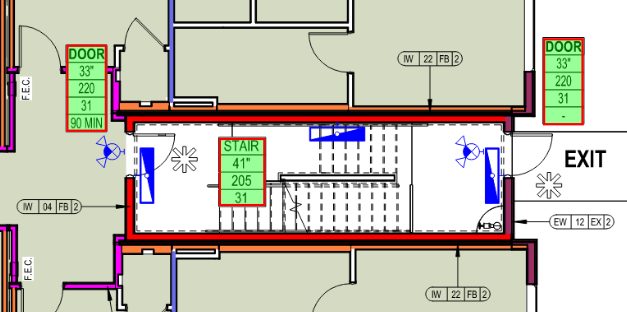 DOOR
33"
220
31
90 MIN
F.E.C.
DOOR
33"
220
31
-
IW 22 FB 2
STAIR
41"
205
31
EXIT
IW 04 FB 2
EW 12 EX 2
F.E.C.
IW 22 FB 2